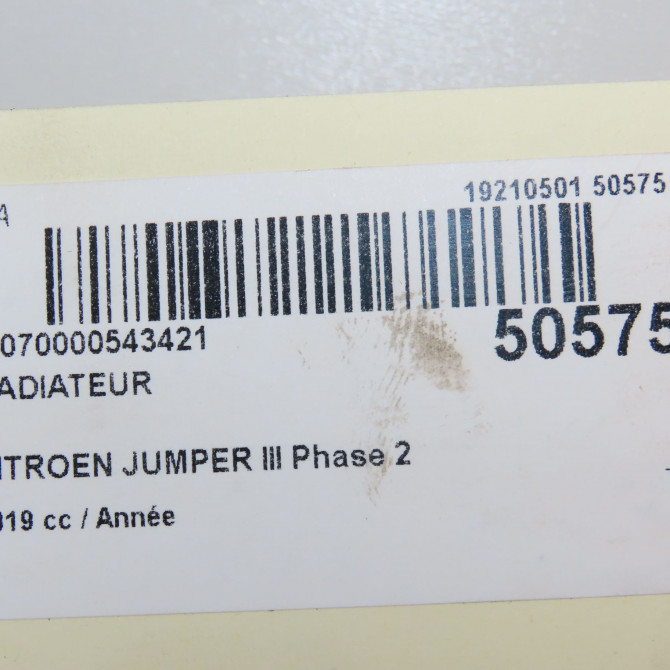 A
19210501 50575
070000543421
50575
ADIATEUR
ITROEN JUMPER III Phase 2
019 cc / Année